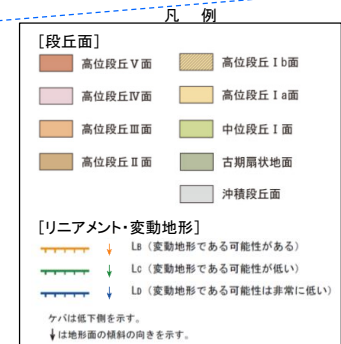 凡 例
[段丘面]
高位段丘Ⅴ面
高位段丘Ⅰb面
高位段丘Ⅳ面
高位段丘Ⅰa面
高位段丘Ⅲ面
中位段丘Ⅰ面
高位段丘Ⅱ面
古期扇状地面
沖積段丘面
[リニアメント・変動地形]
LB（変動地形である可能性がある）
LC（変動地形である可能性が低い）
LD（変動地形である可能性は非常に低い）
ケバは低下側を示す。
↓は地形面の傾斜の向きを示す。